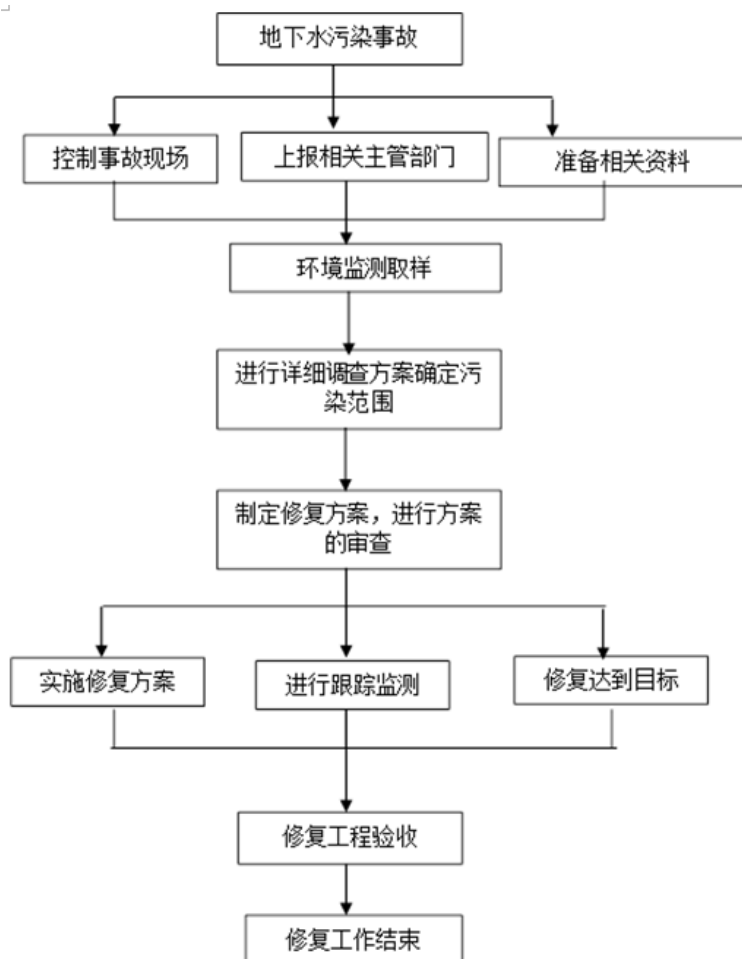 地下水污染事故
控制事故现场
上报相关主管部门
准备相关资料
环境监测取样
进行详细调查方案确定污
染范围
制定修复方案，进行方案
的审查
实施修复方案
进行跟踪监测
修复达到目标
修复工程验收
修复工作结束